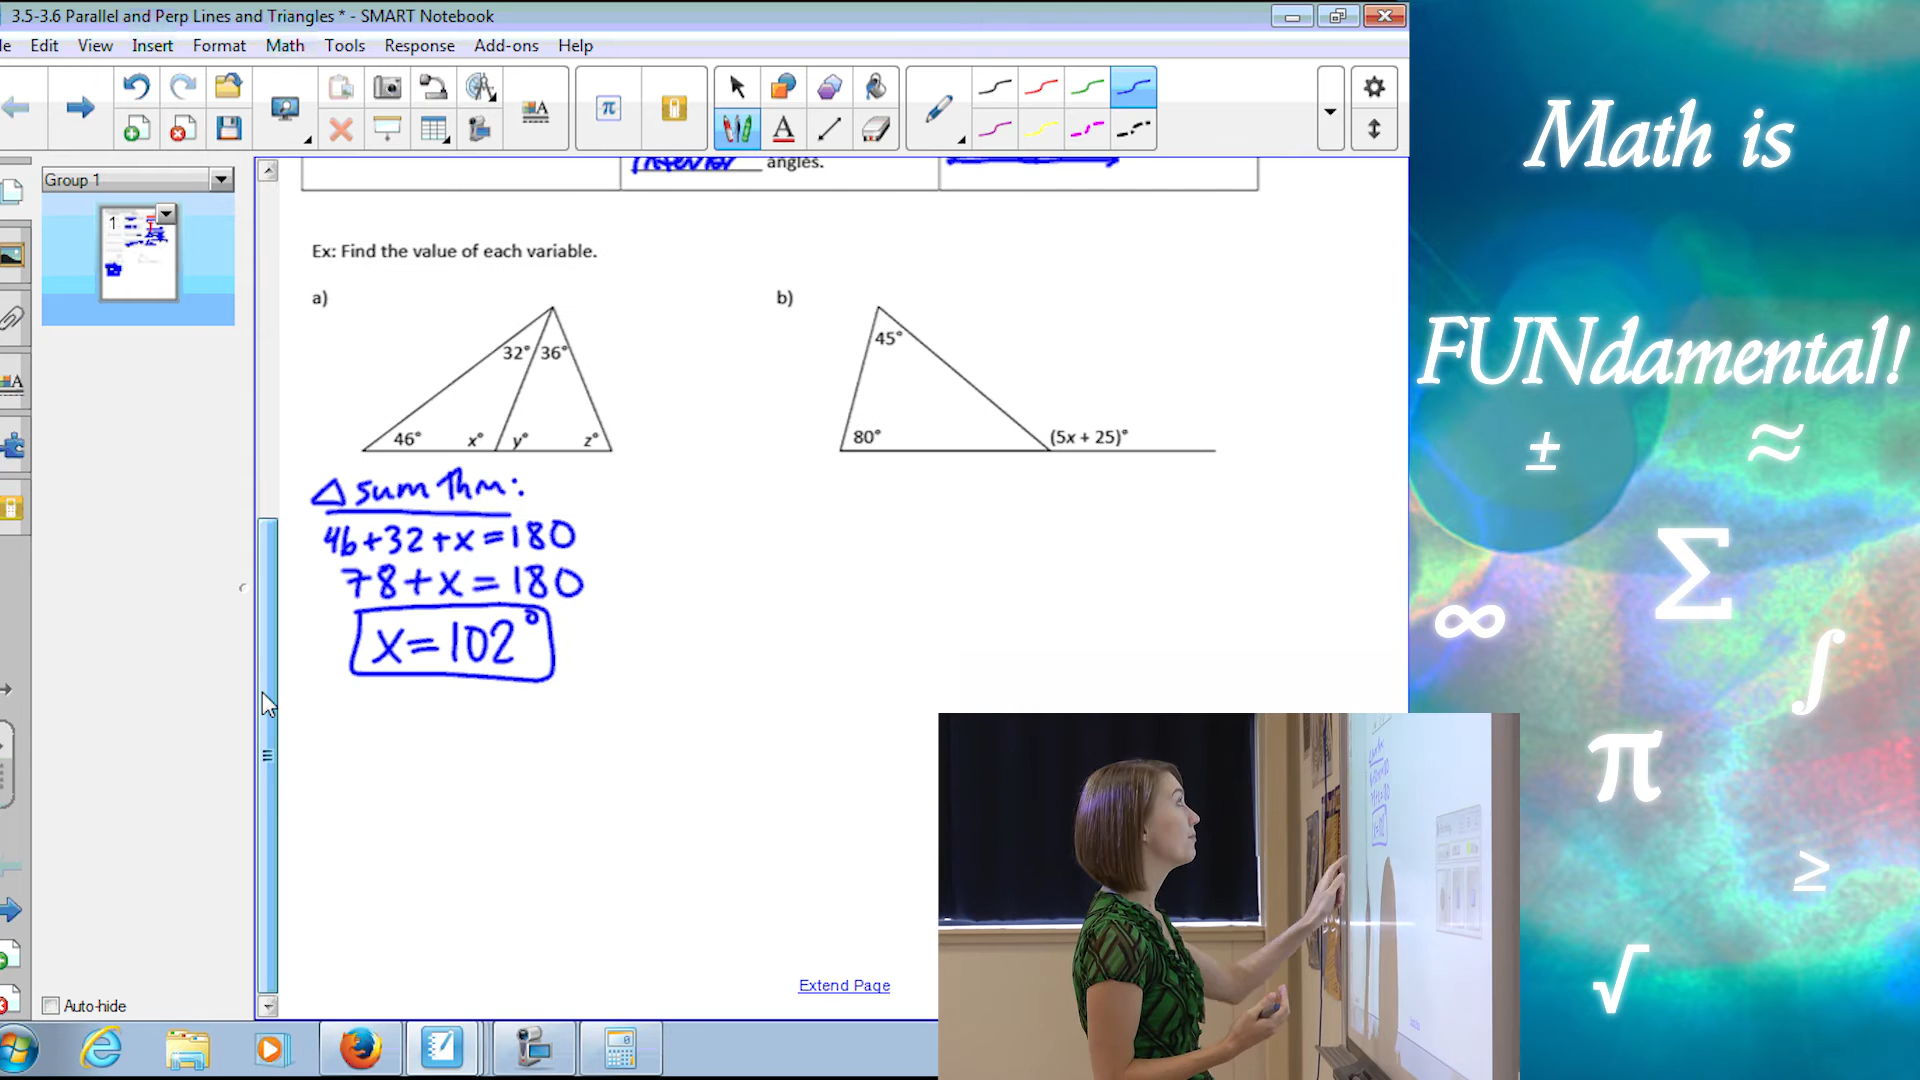 3.5-3.6 Parallel and Perp Lines and Triangles * - SMART Notebook
Edit View Insert Format Math Tools Response Add-ons Help
Group 1
1
interior angles.
Ex: Find the value of each variable.
a)
32° 36°
46° x° y° z°
△ sum Thm:
46+32+x=180
78+x=180
x=102°
b)
45°
80° (5x + 25)°
Extend Page
Auto-hide
Math is
FUNdamental!
± ≈
∞ Σ
∫
π
≥
√